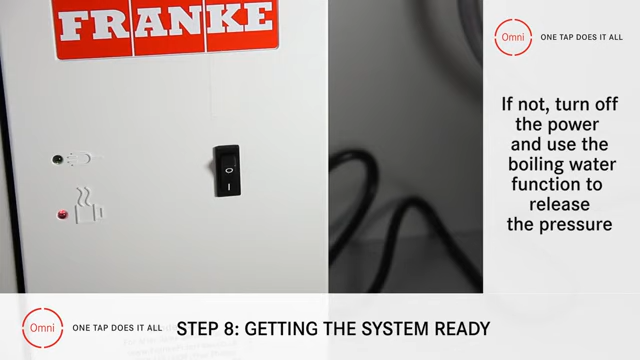 FRANKE
Omni ONE TAP DOES IT ALL
If not, turn off
the power
and use the
boiling water
function to
release
the pressure
Omni ONE TAP DOES IT ALL
STEP 8: GETTING THE SYSTEM READY